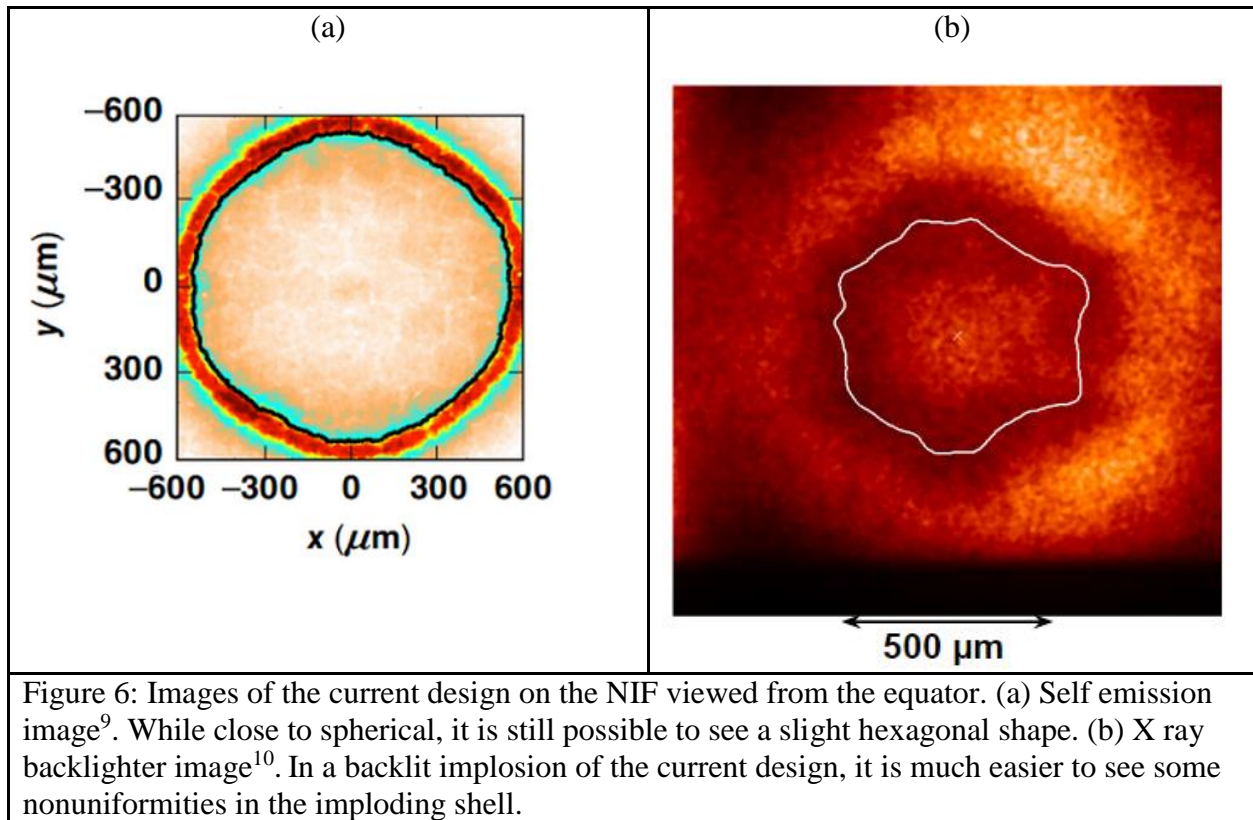 (a)
(b)
−600
−300
0
300
600
y (μm)
−600 −300 0 300 600
x (μm)
500 μm
Figure 6: Images of the current design on the NIF viewed from the equator. (a) Self emission
image⁹. While close to spherical, it is still possible to see a slight hexagonal shape. (b) X ray
backlighter image¹⁰. In a backlit implosion of the current design, it is much easier to see some
nonuniformities in the imploding shell.